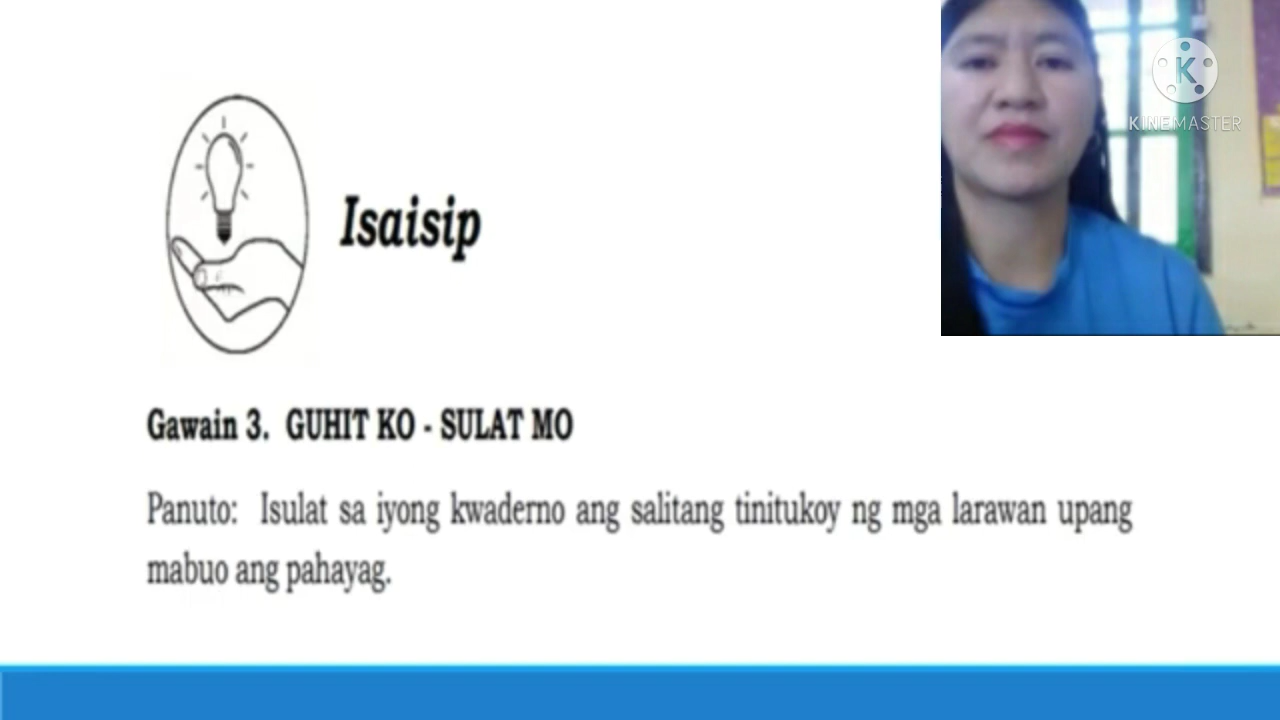 K
KINEMASTER
Isaisip
Gawain 3. GUHIT KO - SULAT MO
Panuto: Isulat sa iyong kwaderno ang salitang tinitukoy ng mga larawan upang
mabuo ang pahayag.